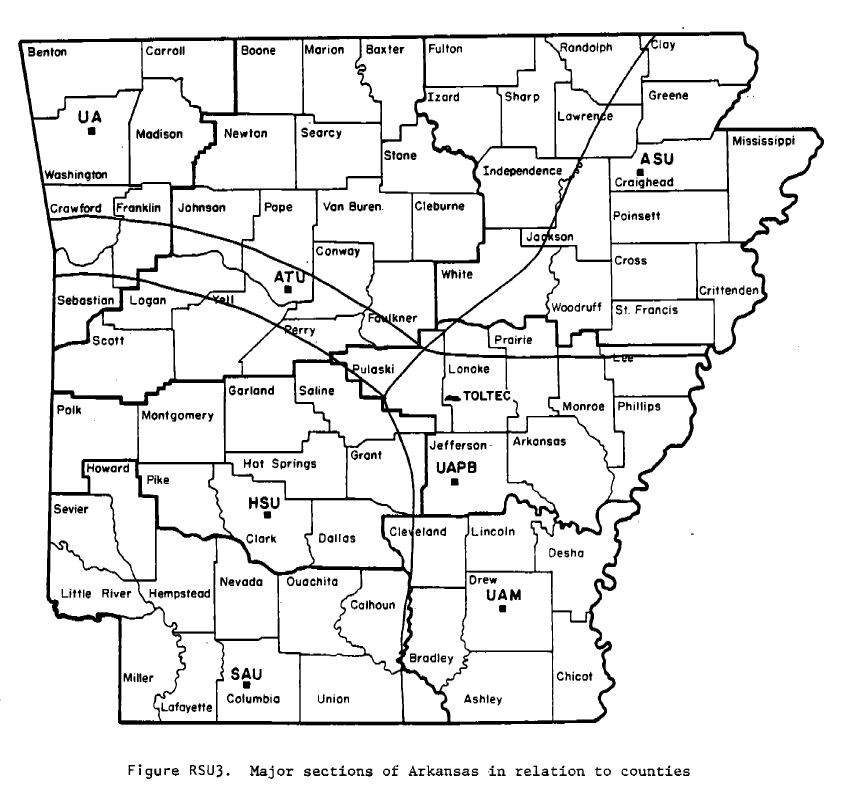 Benton Carroll Boone Marion Baxter Fulton Randolph Clay
Izard Sharp Greene
UA Madison Newton Searcy Lawrence
Mississippi
Stone ASU
Washington Independence Craighead
Crawford Franklin Johnson Pope Van Buren Cleburne Poinsett
Jackson
Conway Cross
ATU White
Sebastian Logan Yell Crittenden
Faulkner Woodruff St. Francis
Scott Perry Prairie
Lee
Pulaski Lonoke
Garland Saline TOLTEC
Polk Montgomery Monroe Phillips
Jefferson Arkansas
Howard Pike Hot Springs Grant UAPB
HSU
Sevier
Clark Dallas Cleveland Lincoln
Desha
Nevada Ouachita Drew
Little River Hempstead Calhoun UAM
Bradley
Miller SAU Chicot
Lafayette Columbia Union Ashley
Figure RSU3. Major sections of Arkansas in relation to counties